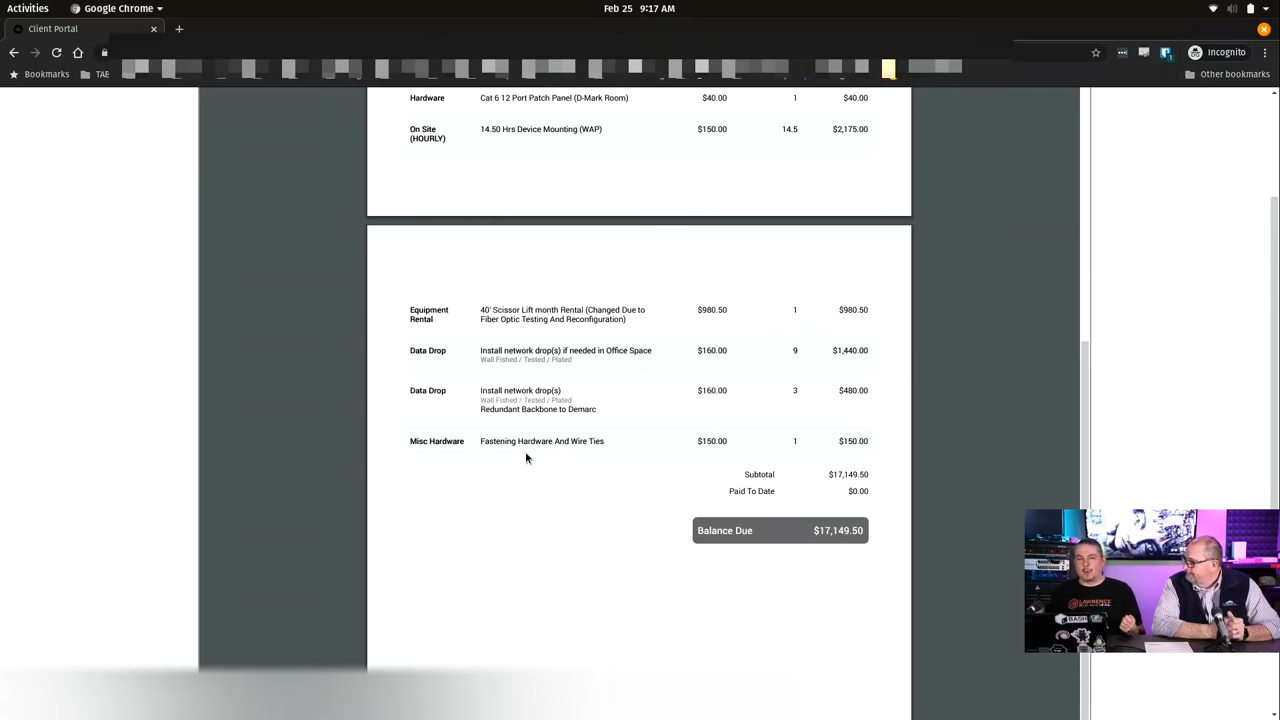 Activities Google Chrome Feb 25 9:17 AM
Client Portal
Incognito
Bookmarks TAB Other bookmarks
Hardware Cat 6 12 Port Patch Panel (D-Mark Room) $40.00 1 $40.00
On Site 14.50 Hrs Device Mounting (WAP) $150.00 14.5 $2,175.00
(HOURLY)
Equipment 40' Scissor Lift month Rental (Changed Due to $980.50 1 $980.50
Rental Fiber Optic Testing And Reconfiguration)
Data Drop Install network drop(s) if needed in Office Space $160.00 9 $1,440.00
Wall Fished / Tested / Plated
Data Drop Install network drop(s) $160.00 3 $480.00
Wall Fished / Tested / Plated
Redundant Backbone to Demarc
Misc Hardware Fastening Hardware And Wire Ties $150.00 1 $150.00
Subtotal $17,149.50
Paid To Date $0.00
Balance Due $17,149.50
LAWRENCE